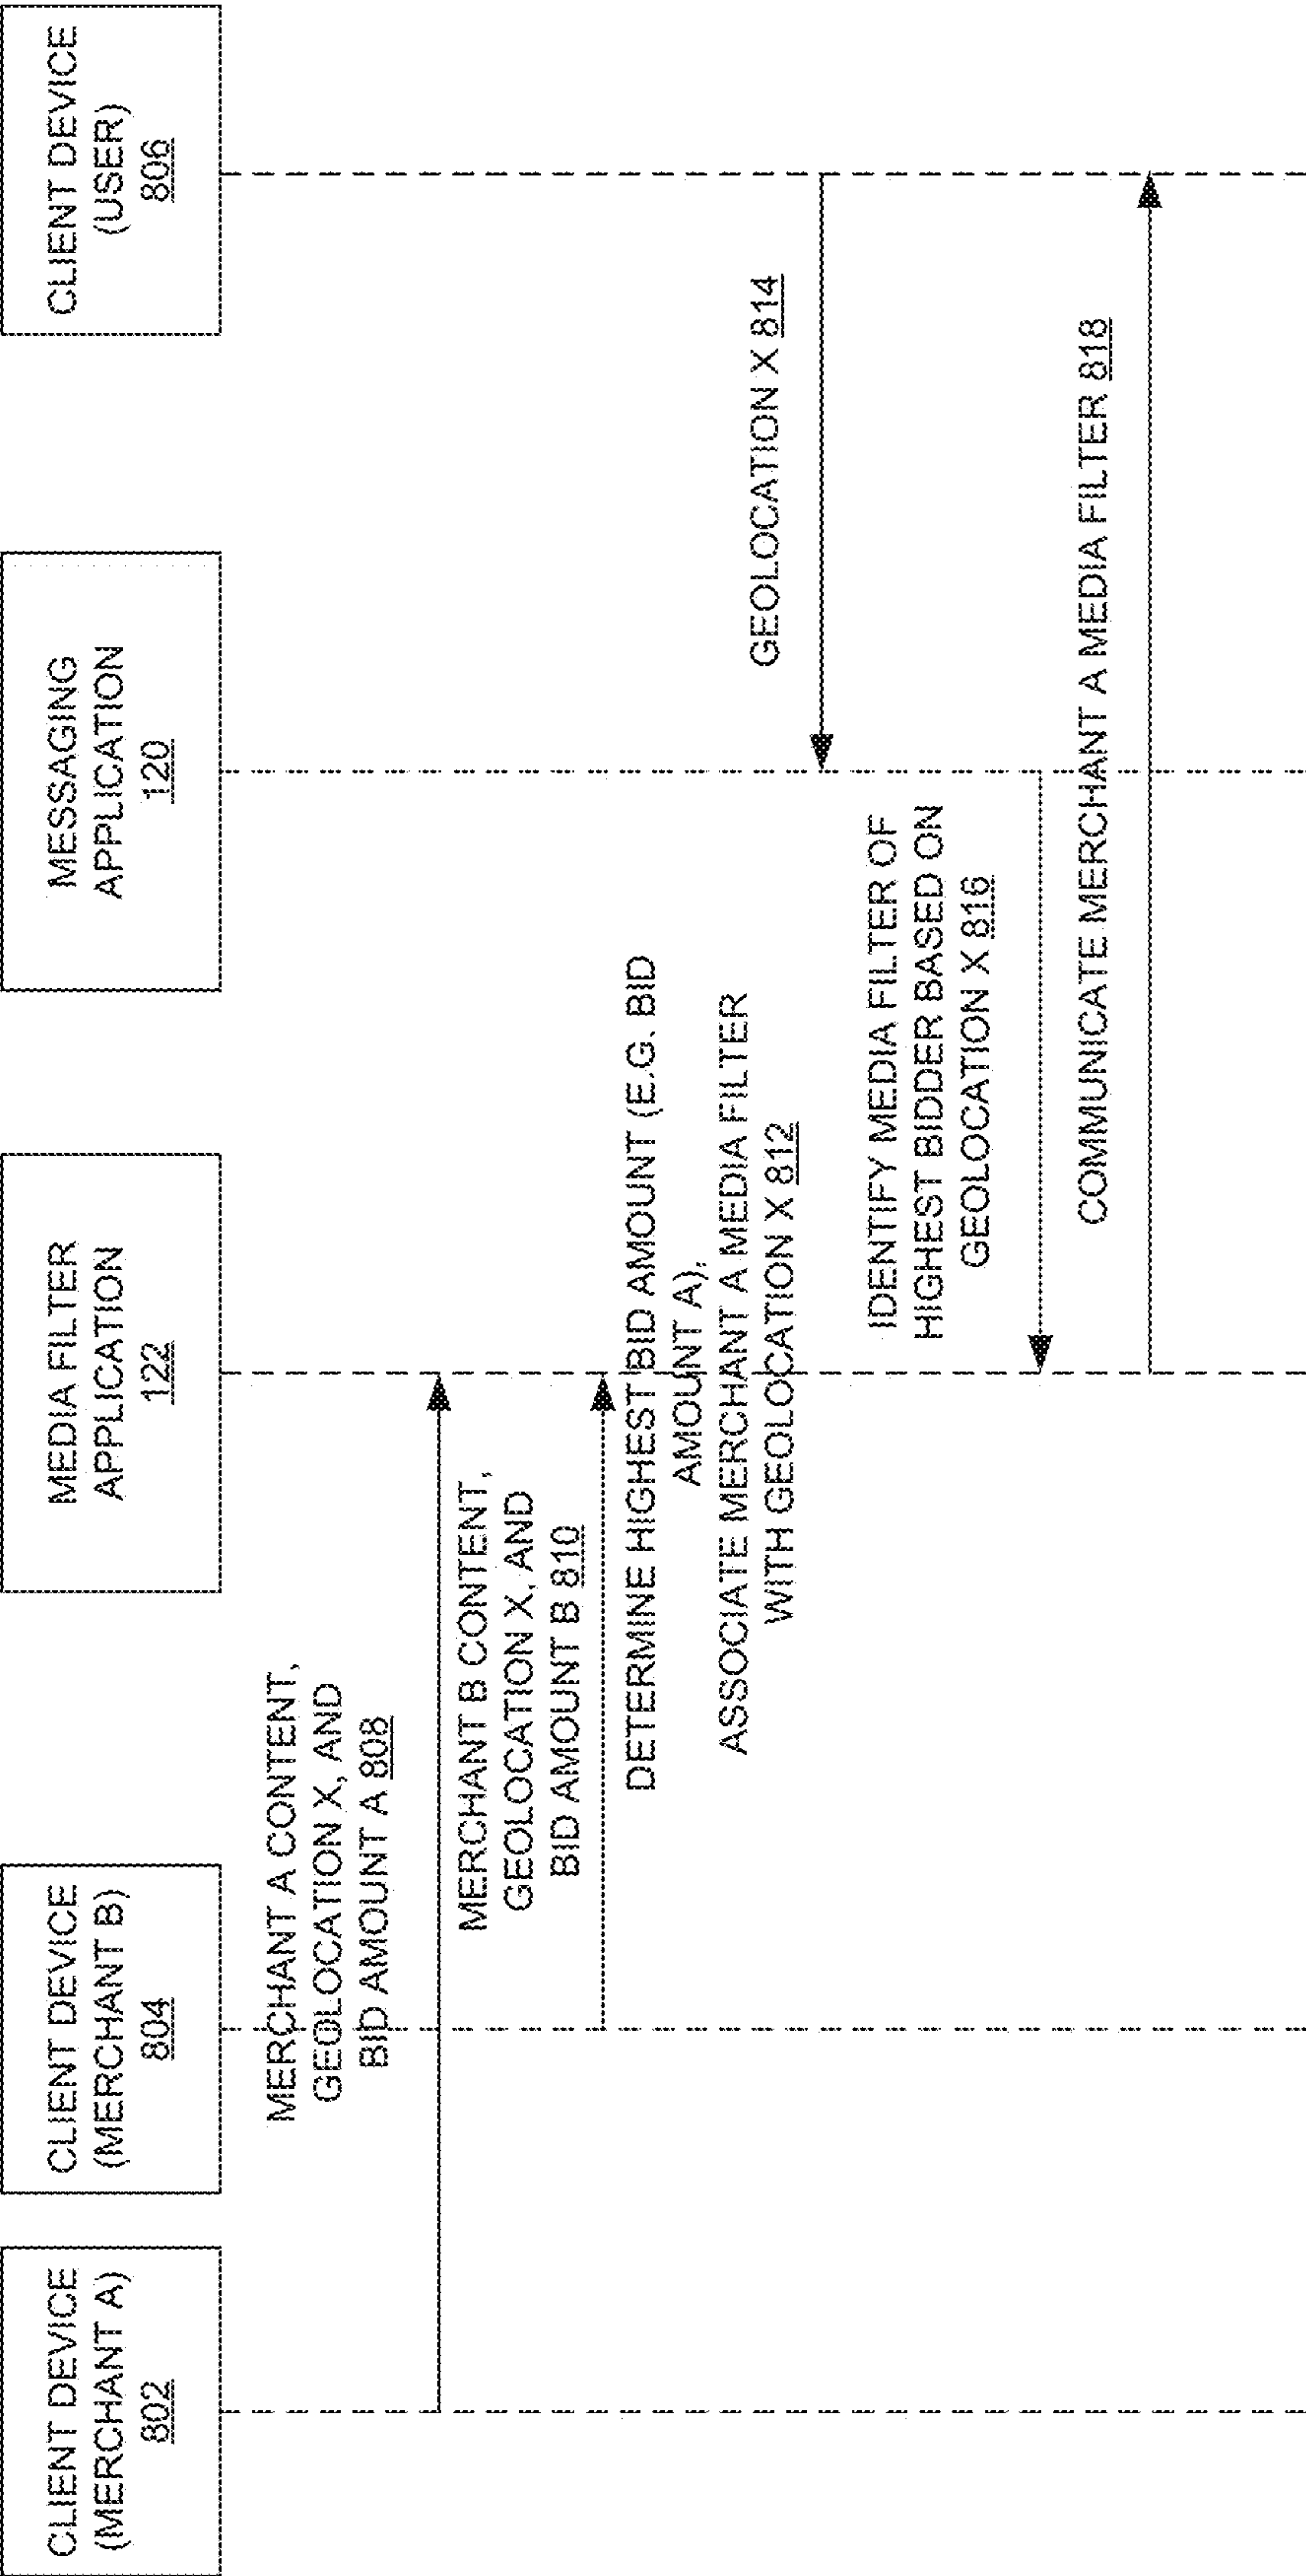 CLIENT DEVICE
(MERCHANT A)
802
CLIENT DEVICE
(MERCHANT B)
804
MEDIA FILTER
APPLICATION
122
MESSAGING
APPLICATION
120
CLIENT DEVICE
(USER)
806
MERCHANT A CONTENT,
GEOLOCATION X, AND
BID AMOUNT A 808
MERCHANT B CONTENT,
GEOLOCATION X, AND
BID AMOUNT B 810
DETERMINE HIGHEST BID AMOUNT (E.G. BID
AMOUNT A),
ASSOCIATE MERCHANT A MEDIA FILTER
WITH GEOLOCATION X 812
GEOLOCATION X 814
IDENTIFY MEDIA FILTER OF
HIGHEST BIDDER BASED ON
GEOLOCATION X 816
COMMUNICATE MERCHANT A MEDIA FILTER 818